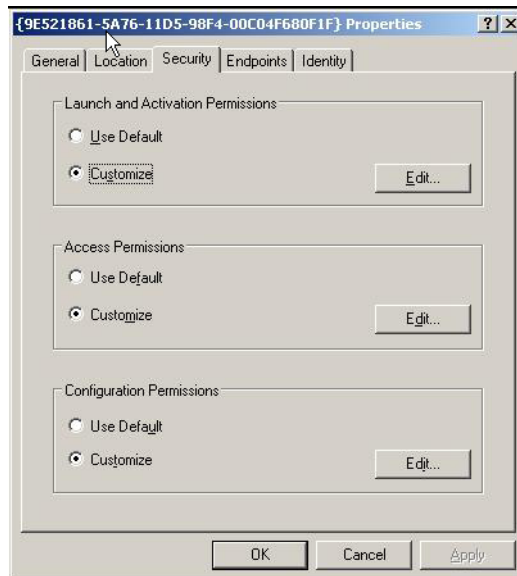 {9E521861-5A76-11D5-98F4-00C04F680F1F} Properties
General Location Security Endpoints Identity
Launch and Activation Permissions
Use Default
Customize
Edit...
Access Permissions
Use Default
Customize
Edit...
Configuration Permissions
Use Default
Customize
Edit...
OK Cancel Apply